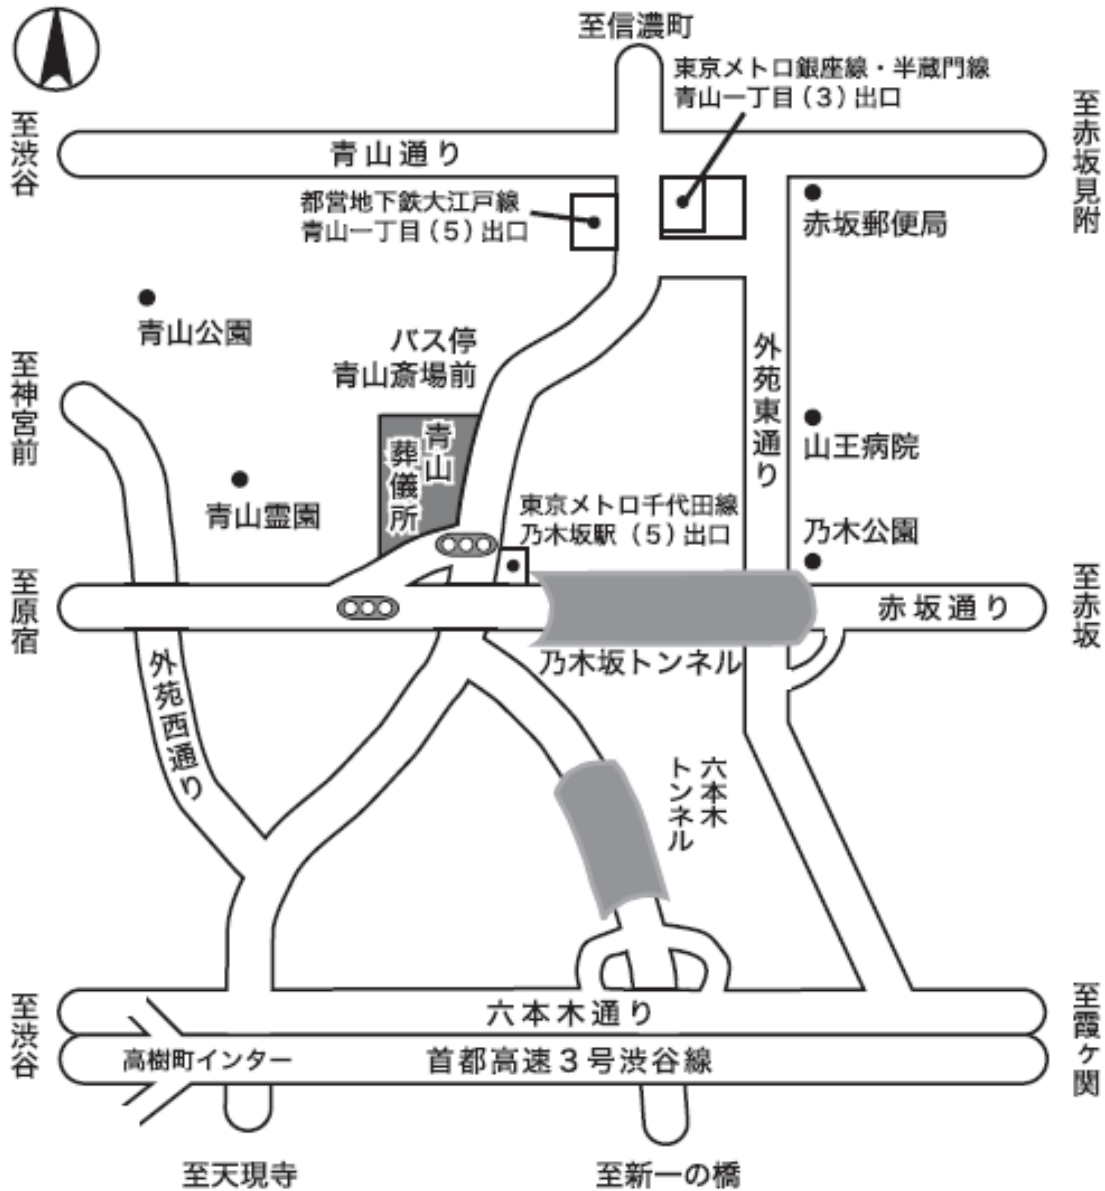 至信濃町
東京メトロ銀座線・半蔵門線
青山一丁目（3）出口
至渋谷
青山通り
至赤坂見附
都営地下鉄大江戸線
青山一丁目（5）出口
赤坂郵便局
青山公園
バス停
青山斎場前
外苑東通り
至神宮前
青山
葬儀所
山王病院
青山霊園
東京メトロ千代田線
乃木坂駅（5）出口
乃木公園
至原宿
赤坂通り
至赤坂
乃木坂トンネル
外苑西通り
六本木
トンネル
至渋谷
六本木通り
至霞ヶ関
高樹町インター
首都高速3号渋谷線
至天現寺
至新一の橋